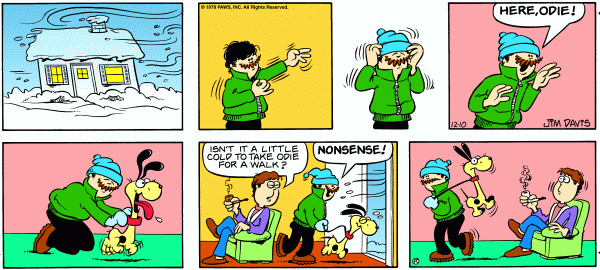 © 1978 PAWS, INC. All Rights Reserved.
HERE, ODIE!
12-10
JIM DAVIS
ISN'T IT A LITTLE
COLD TO TAKE ODIE
FOR A WALK?
NONSENSE!